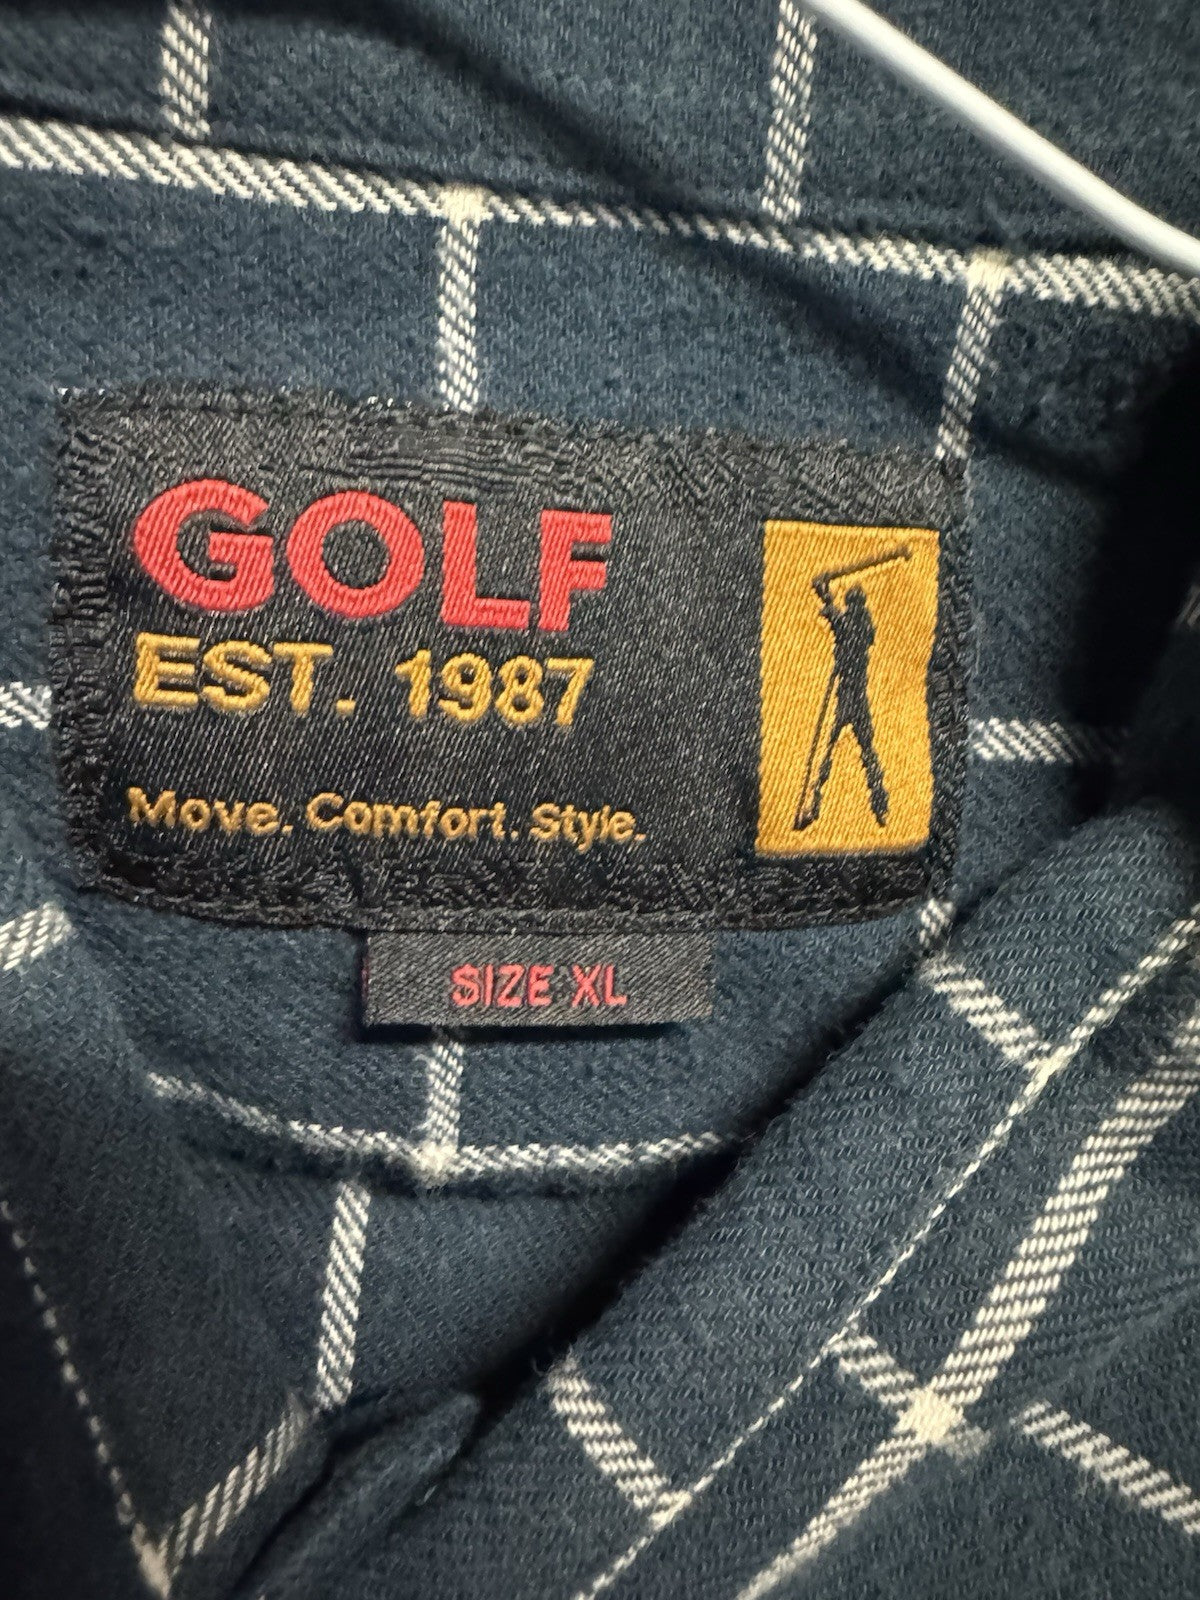 GOLF
EST. 1987
Move. Comfort. Style.
SIZE XL